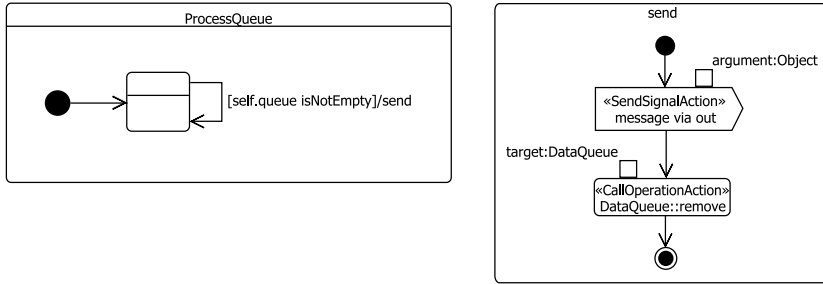 ProcessQueue
[self.queue isNotEmpty]/send
send
argument:Object
«SendSignalAction»
message via out
target:DataQueue
«CallOperationAction»
DataQueue::remove